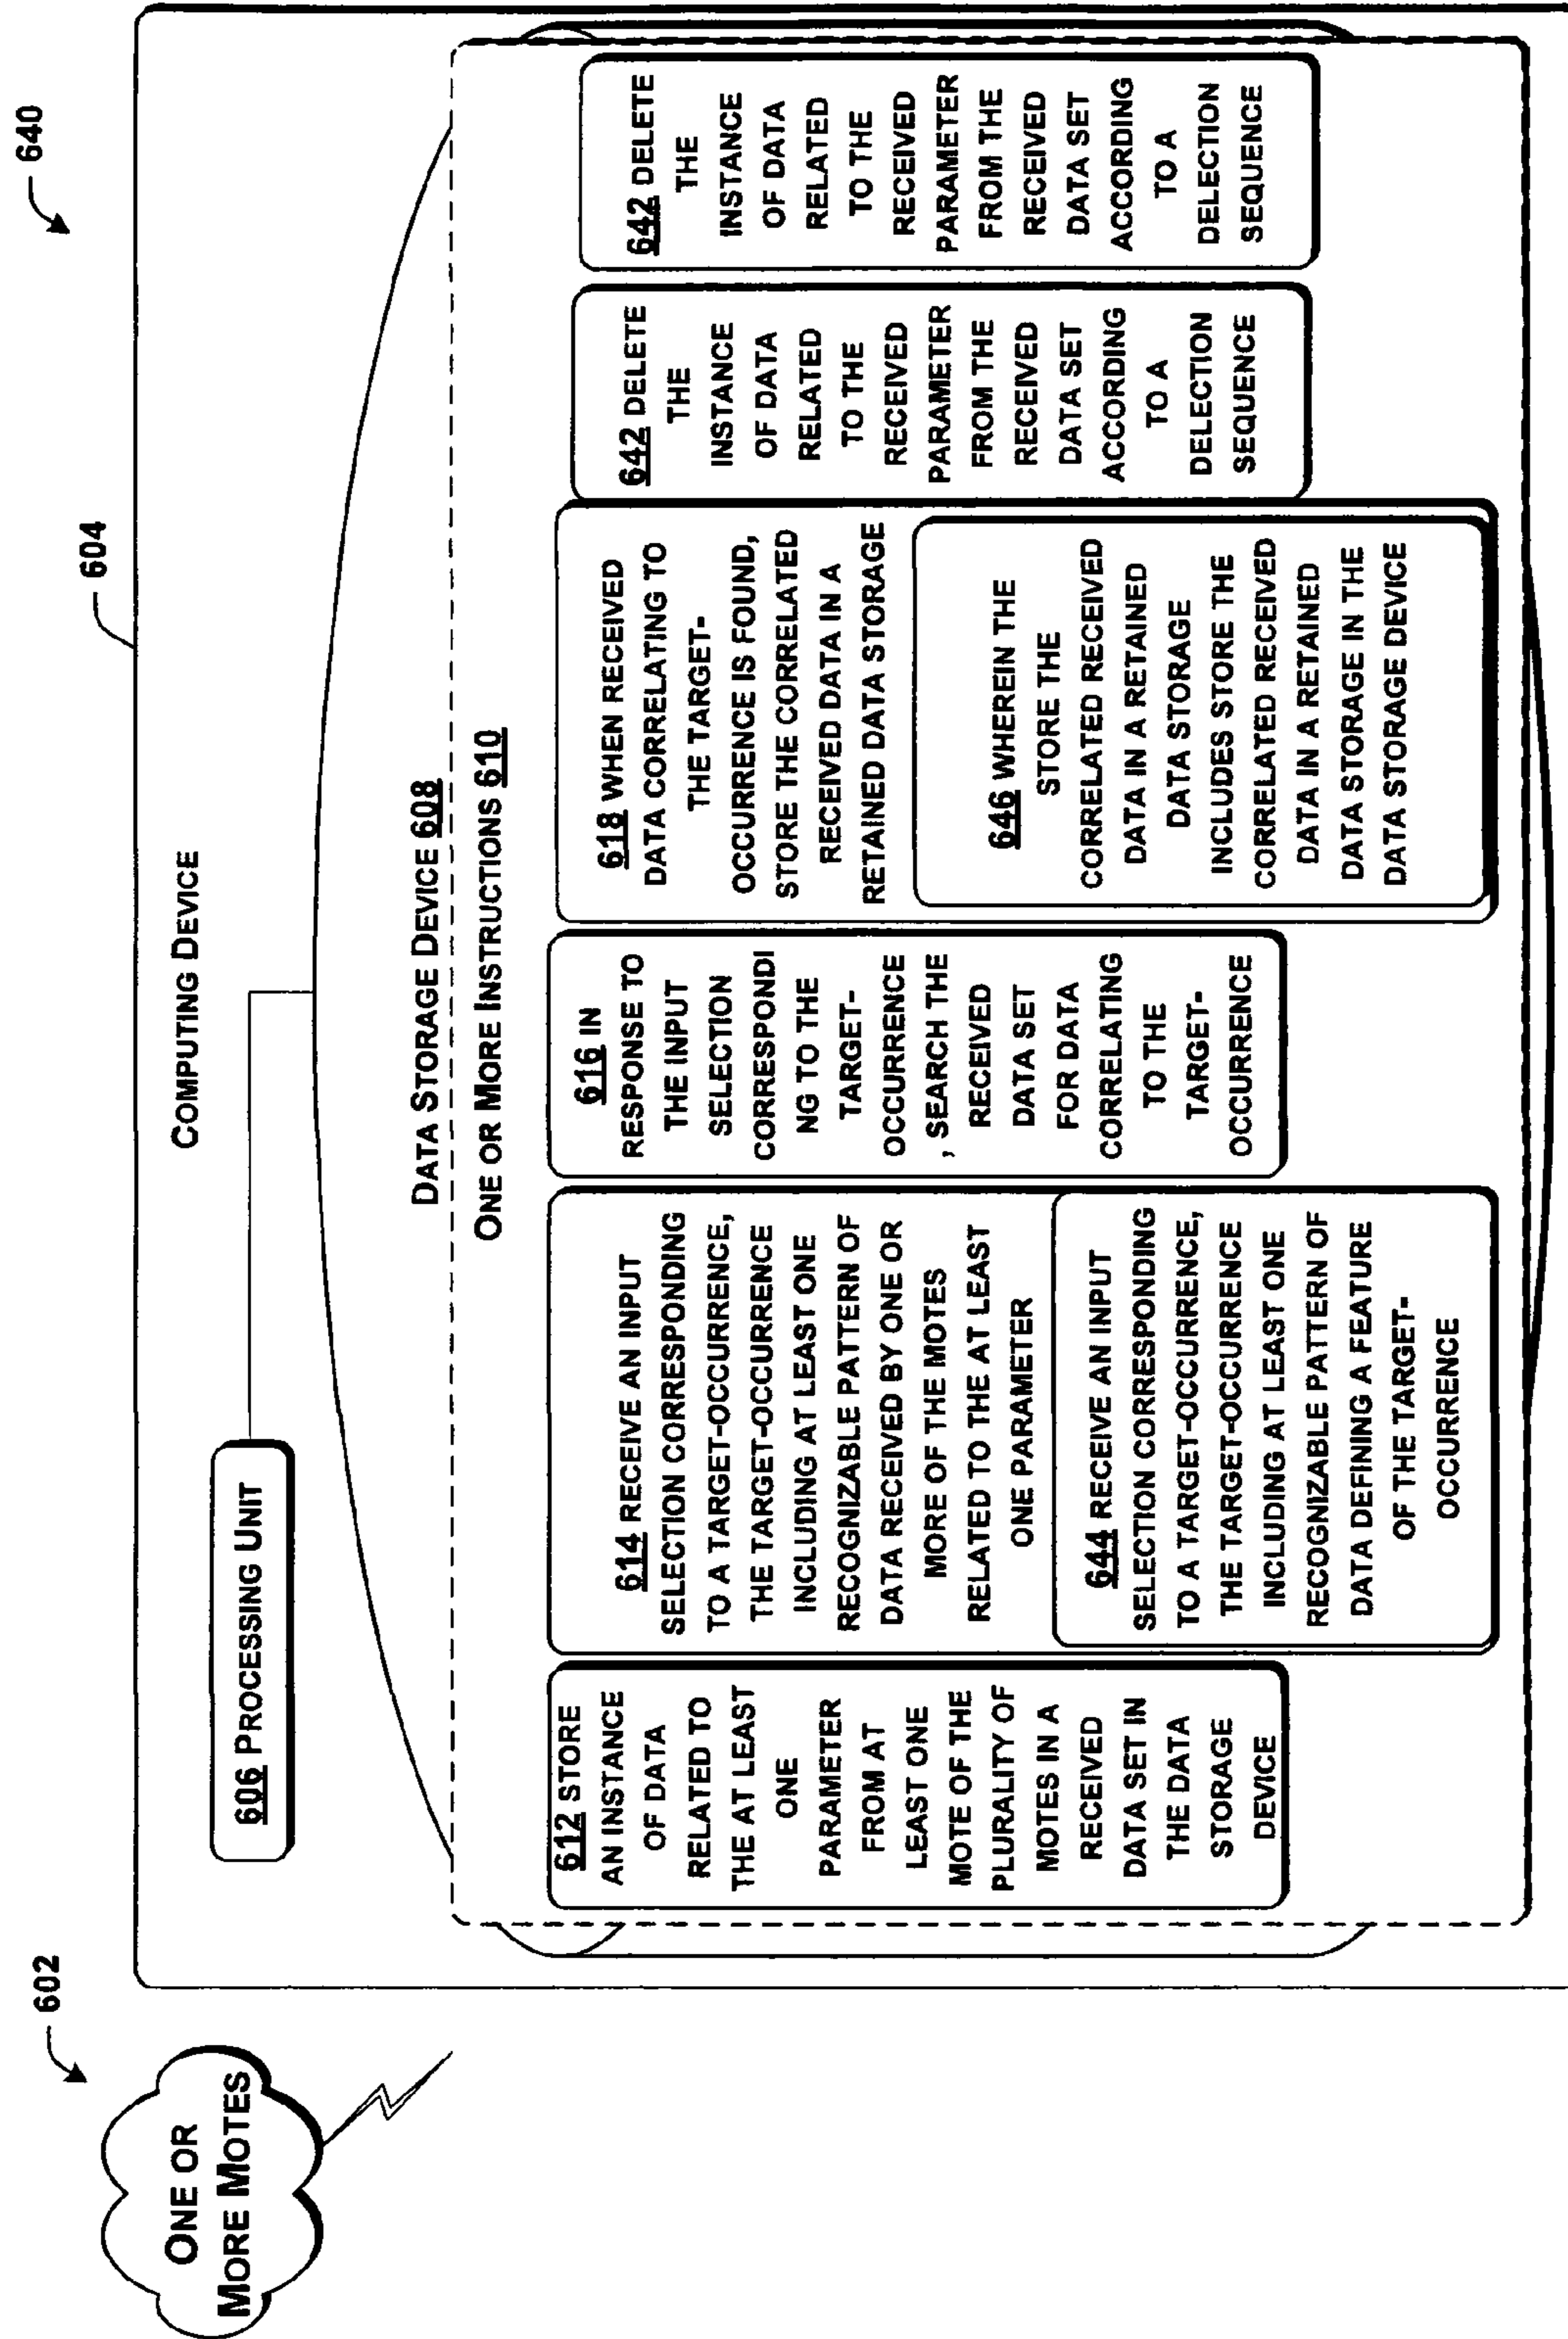 640
602
ONE OR
MORE MOTES
604
COMPUTING DEVICE
606 PROCESSING UNIT
DATA STORAGE DEVICE 608
ONE OR MORE INSTRUCTIONS 610
612 STORE
AN INSTANCE
OF DATA
RELATED TO
THE AT LEAST
ONE
PARAMETER
FROM AT
LEAST ONE
MOTE OF THE
PLURALITY OF
MOTES IN A
RECEIVED
DATA SET IN
THE DATA
STORAGE
DEVICE
614 RECEIVE AN INPUT
SELECTION CORRESPONDING
TO A TARGET-OCCURRENCE,
THE TARGET-OCCURRENCE
INCLUDING AT LEAST ONE
RECOGNIZABLE PATTERN OF
DATA RECEIVED BY ONE OR
MORE OF THE MOTES
RELATED TO THE AT LEAST
ONE PARAMETER
644 RECEIVE AN INPUT
SELECTION CORRESPONDING
TO A TARGET-OCCURRENCE,
THE TARGET-OCCURRENCE
INCLUDING AT LEAST ONE
RECOGNIZABLE PATTERN OF
DATA DEFINING A FEATURE
OF THE TARGET-
OCCURRENCE
616 IN
RESPONSE TO
THE INPUT
SELECTION
CORRESPONDI
NG TO THE
TARGET-
OCCURRENCE
, SEARCH THE
RECEIVED
DATA SET
FOR DATA
CORRELATING
TO THE
TARGET-
OCCURRENCE
618 WHEN RECEIVED
DATA CORRELATING TO
THE TARGET-
OCCURRENCE IS FOUND,
STORE THE CORRELATED
RECEIVED DATA IN A
RETAINED DATA STORAGE
646 WHEREIN THE
STORE THE
CORRELATED RECEIVED
DATA IN A RETAINED
DATA STORAGE
INCLUDES STORE THE
CORRELATED RECEIVED
DATA IN A RETAINED
DATA STORAGE IN THE
DATA STORAGE DEVICE
642 DELETE
THE
INSTANCE
OF DATA
RELATED
TO THE
RECEIVED
PARAMETER
FROM THE
RECEIVED
DATA SET
ACCORDING
TO A
DELECTION
SEQUENCE
642 DELETE
THE
INSTANCE
OF DATA
RELATED
TO THE
RECEIVED
PARAMETER
FROM THE
RECEIVED
DATA SET
ACCORDING
TO A
DELECTION
SEQUENCE